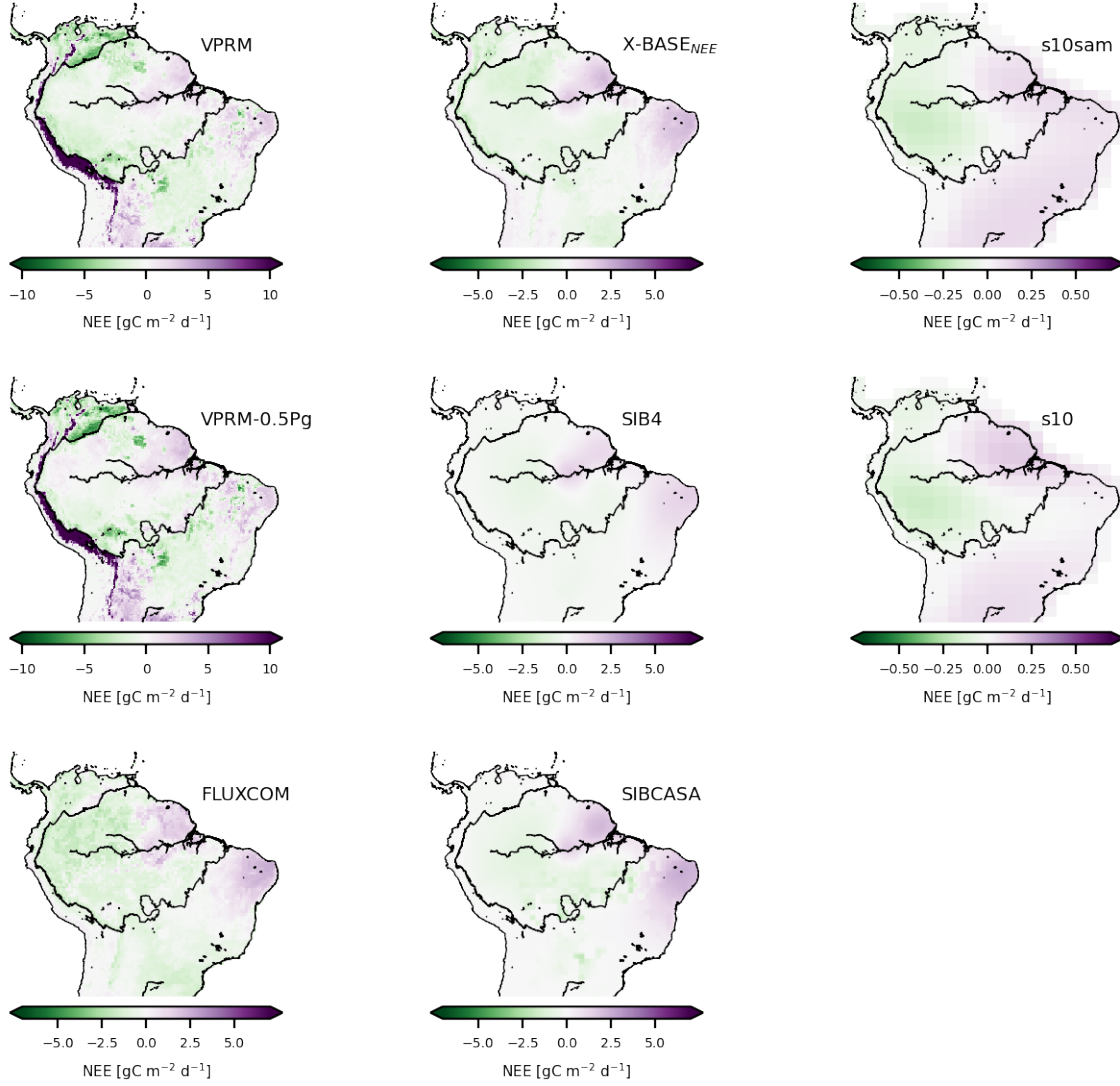 VPRM
−10 −5 0 5 10
NEE [gC m⁻² d⁻¹]
X-BASE_NEE
−5.0 −2.5 0.0 2.5 5.0
NEE [gC m⁻² d⁻¹]
s10sam
−0.50 −0.25 0.00 0.25 0.50
NEE [gC m⁻² d⁻¹]
VPRM-0.5Pg
−10 −5 0 5 10
NEE [gC m⁻² d⁻¹]
SIB4
−5.0 −2.5 0.0 2.5 5.0
NEE [gC m⁻² d⁻¹]
s10
−0.50 −0.25 0.00 0.25 0.50
NEE [gC m⁻² d⁻¹]
FLUXCOM
−5.0 −2.5 0.0 2.5 5.0
NEE [gC m⁻² d⁻¹]
SIBCASA
−5.0 −2.5 0.0 2.5 5.0
NEE [gC m⁻² d⁻¹]